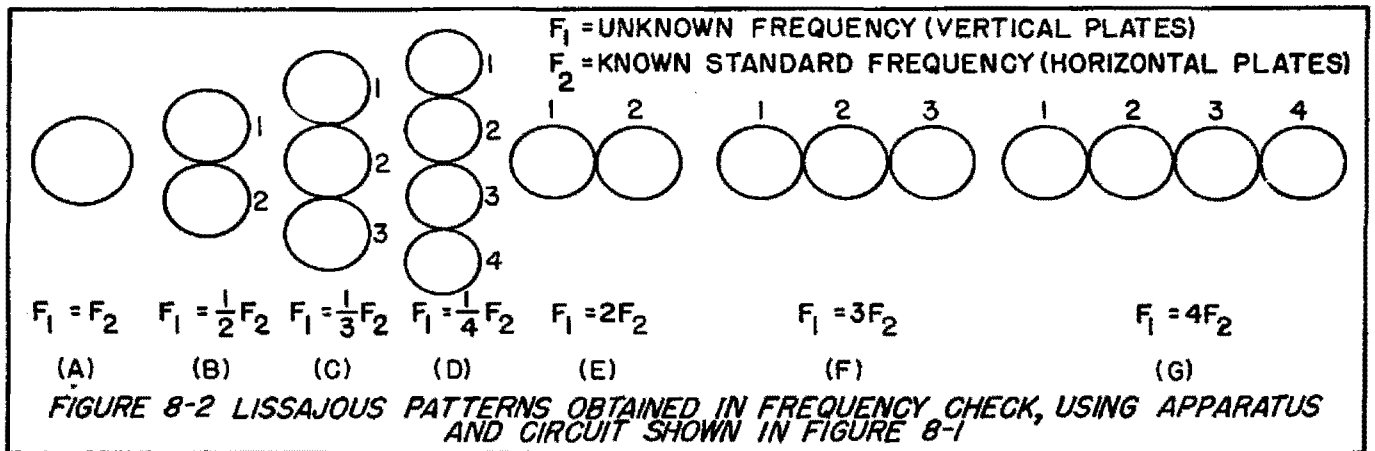 F₁ = UNKNOWN FREQUENCY (VERTICAL PLATES)
F₂ = KNOWN STANDARD FREQUENCY (HORIZONTAL PLATES)
1
2
1
2
3
1
2
3
4
1 2
1 2 3
1 2 3 4
F₁ = F₂
F₁ = 1/2 F₂
F₁ = 1/3 F₂
F₁ = 1/4 F₂
F₁ = 2F₂
F₁ = 3F₂
F₁ = 4F₂
(A) (B) (C) (D) (E) (F) (G)
FIGURE 8-2 LISSAJOUS PATTERNS OBTAINED IN FREQUENCY CHECK, USING APPARATUS
AND CIRCUIT SHOWN IN FIGURE 8-1